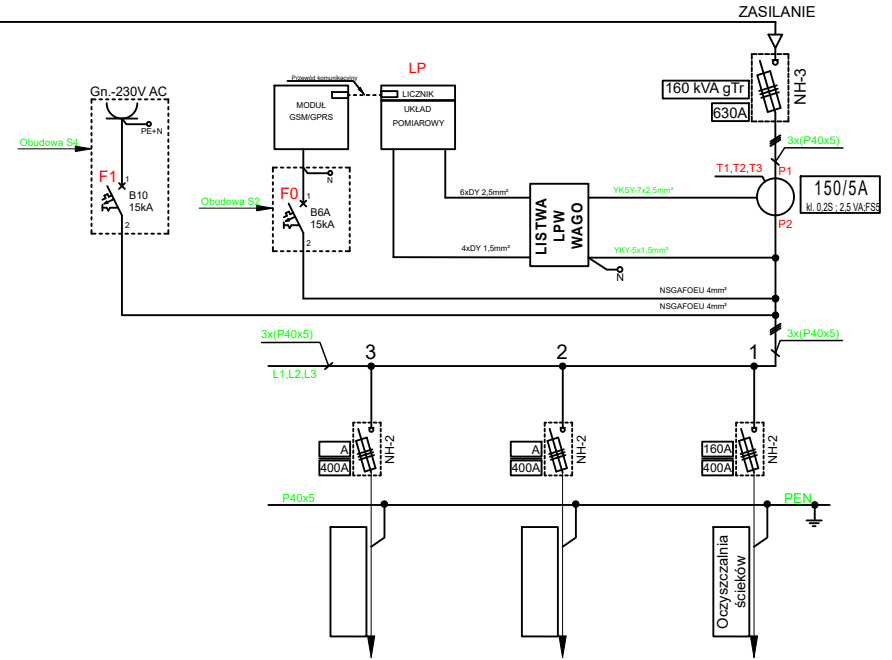 ZASILANIE
160 kVA gTr
630A
NH-3
3x(P40x5)
T1,T2,T3
P1
P2
150/5A
kl. 0,2S ; 2,5 VA;FS5
LP
Przewód komunikacyjny
MODUŁ
GSM/GPRS
LICZNIK
UKŁAD
POMIAROWY
Gn.-230V AC
PE+N
Obudowa S4
F1
1
B10
15kA
2
Obudowa S2
F0
N
1
B6A
15kA
2
6xDY 2,5mm²
4xDY 1,5mm²
LISTWA
LPW
WAGO
YKSY-7x2,5mm²
YKY-5x1,5mm²
N
NSGAFOEU 4mm²
NSGAFOEU 4mm²
3x(P40x5)
3x(P40x5)
L1,L2,L3
3
2
1
A
400A
NH-2
A
400A
NH-2
160A
400A
NH-2
P40x5
PEN
Oczyszczalnia
ścieków